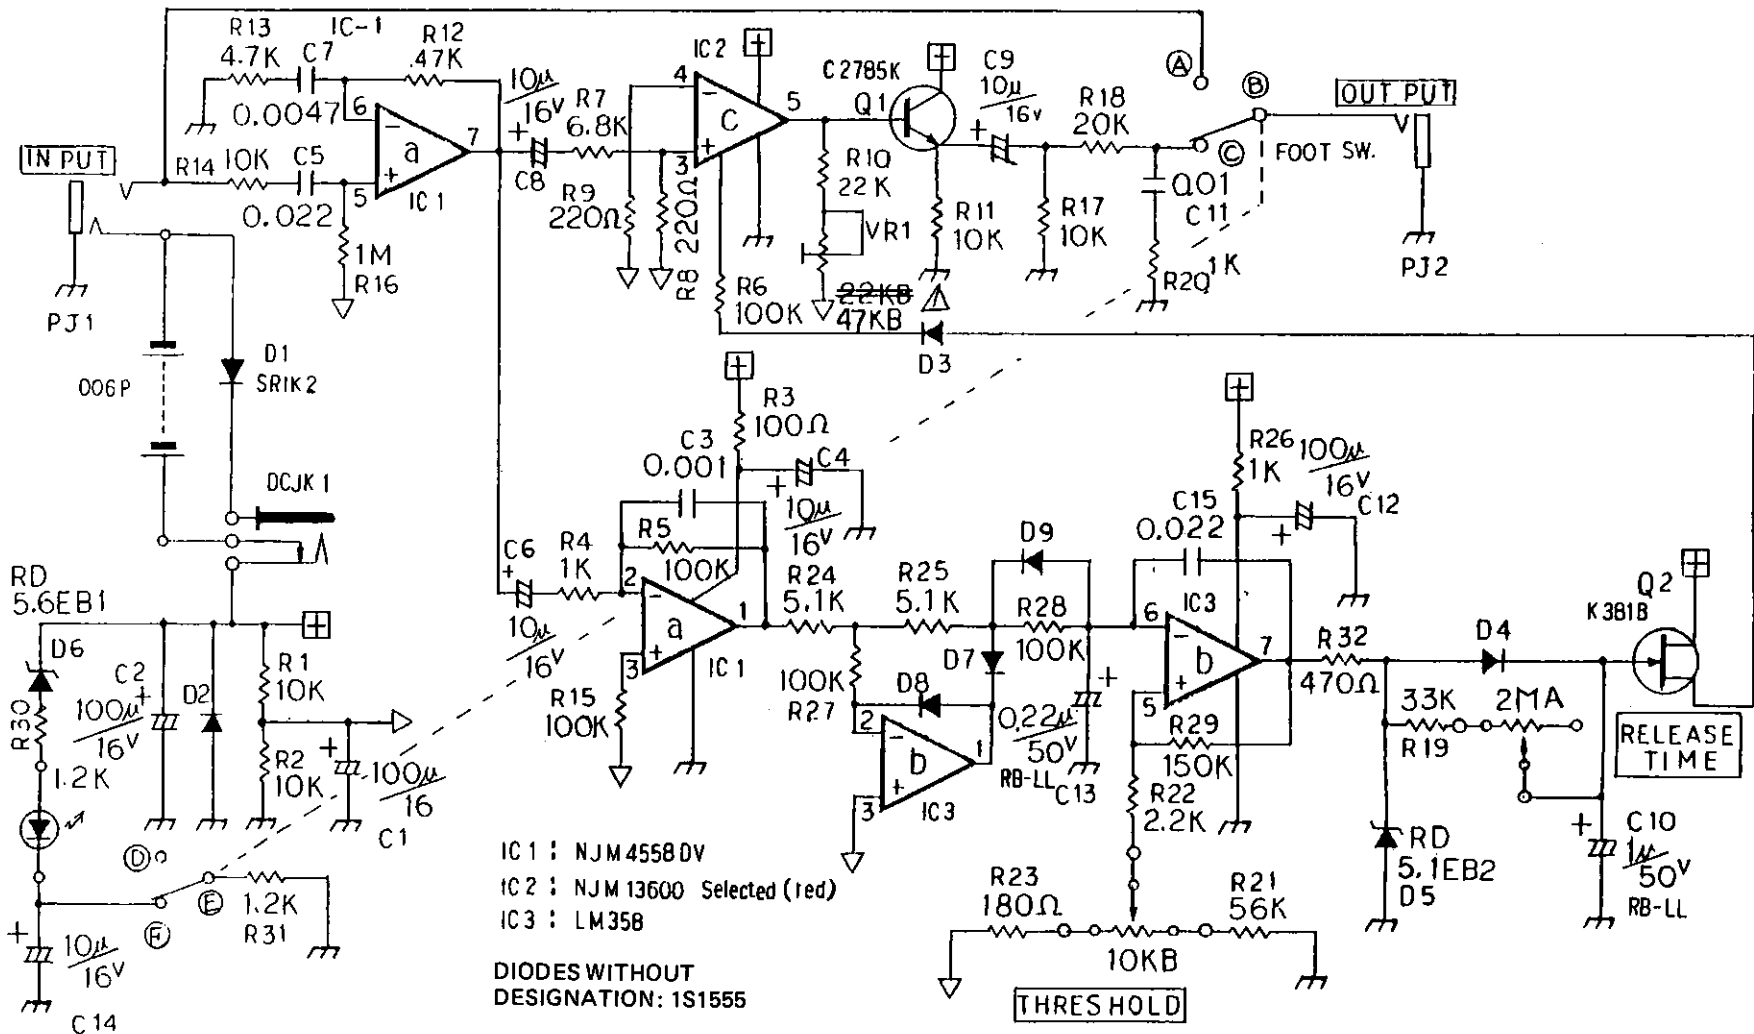 R13
4.7K
C7
IC-1
R12
.47K
0.0047
6
-
a
+
7
5
IC1
IN PUT
R14
10K
C5
0.022
1M
R16
PJ1
10μ
16V
+
C8
R7
6.8K
R9
220Ω
R8 220Ω
IC2
4
-
C
+
3
5
+
C2785K
Q1
+
R10
22K
VR1
22KB
47KB
1
R6
100K
R11
10K
C9
10μ
16V
+
R18
20K
R17
10K
A
B
C
FOOT SW.
0.01
C11
R20
1K
OUT PUT
PJ2
D3
006P
D1
SR1K2
DCJK1
RD
5.6EB1
D6
R30
1.2K
C2
100μ
16V
+
D2
+
R1
10K
R2
10K
+
100μ
16
C1
D
E
F
1.2K
R31
+
10μ
16V
C14
+
R3
100Ω
C3
0.001
C4
+
10μ
16V
R5
100K
C6
+
10μ
16V
R4
1K
2
-
a
+
3
1
IC1
R15
100K
R24
5.1K
R25
5.1K
100K
R27
D9
R28
100K
D7
D8
2
-
b
+
3
1
IC3
+
0.22μ
50V
RB-LL
C13
+
R26
1K
100μ
16V
+
C12
C15
0.022
6
IC3
-
b
+
5
7
R29
150K
R22
2.2K
R32
470Ω
D4
33K
R19
2MA
Q2
K381B
+
RELEASE
TIME
RD
5.1EB2
D5
+
C10
1μ
50V
RB-LL
R23
180Ω
10KB
R21
56K
THRESHOLD
IC1 : NJM4558DV
IC2 : NJM13600 Selected (red)
IC3 : LM358
DIODES WITHOUT
DESIGNATION: 1S1555